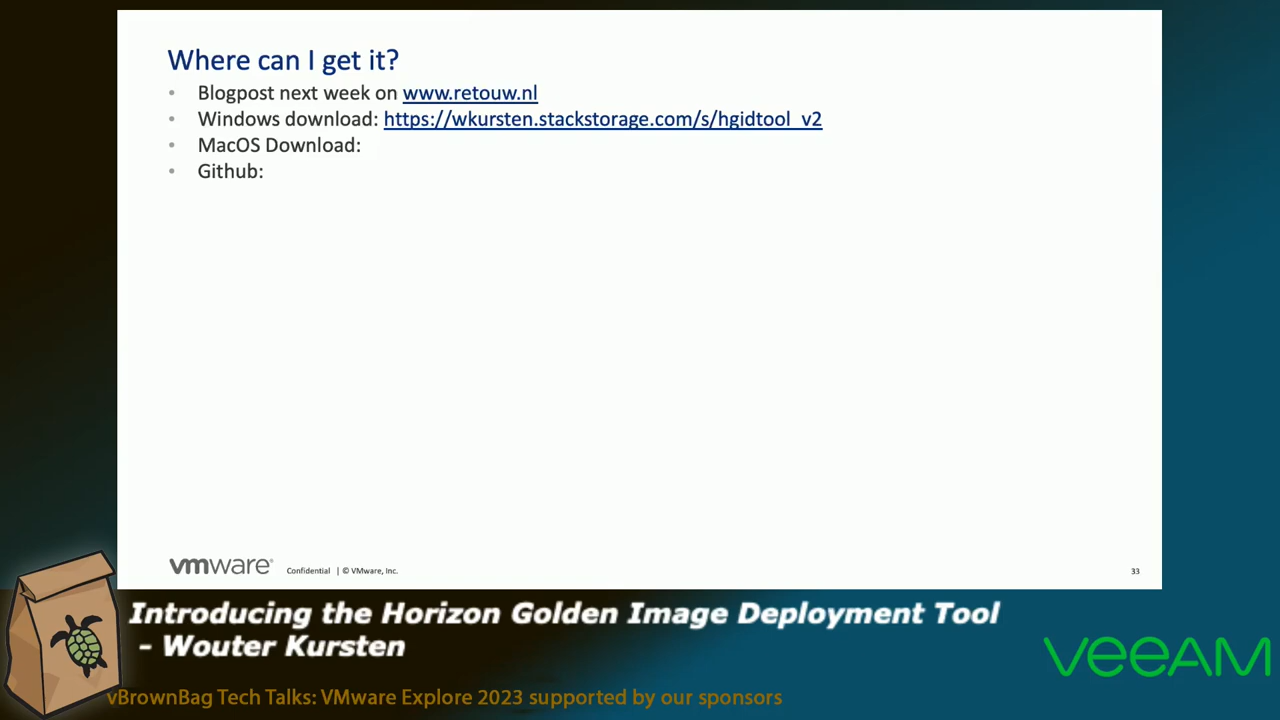 Where can I get it?
• Blogpost next week on www.retouw.nl
• Windows download: https://wkursten.stackstorage.com/s/hgidtool_v2
• MacOS Download:
• Github:
vmware®
Confidential | © VMware, Inc.
33
Introducing the Horizon Golden Image Deployment Tool
- Wouter Kursten
veeam
vBrownBag Tech Talks: VMware Explore 2023 supported by our sponsors